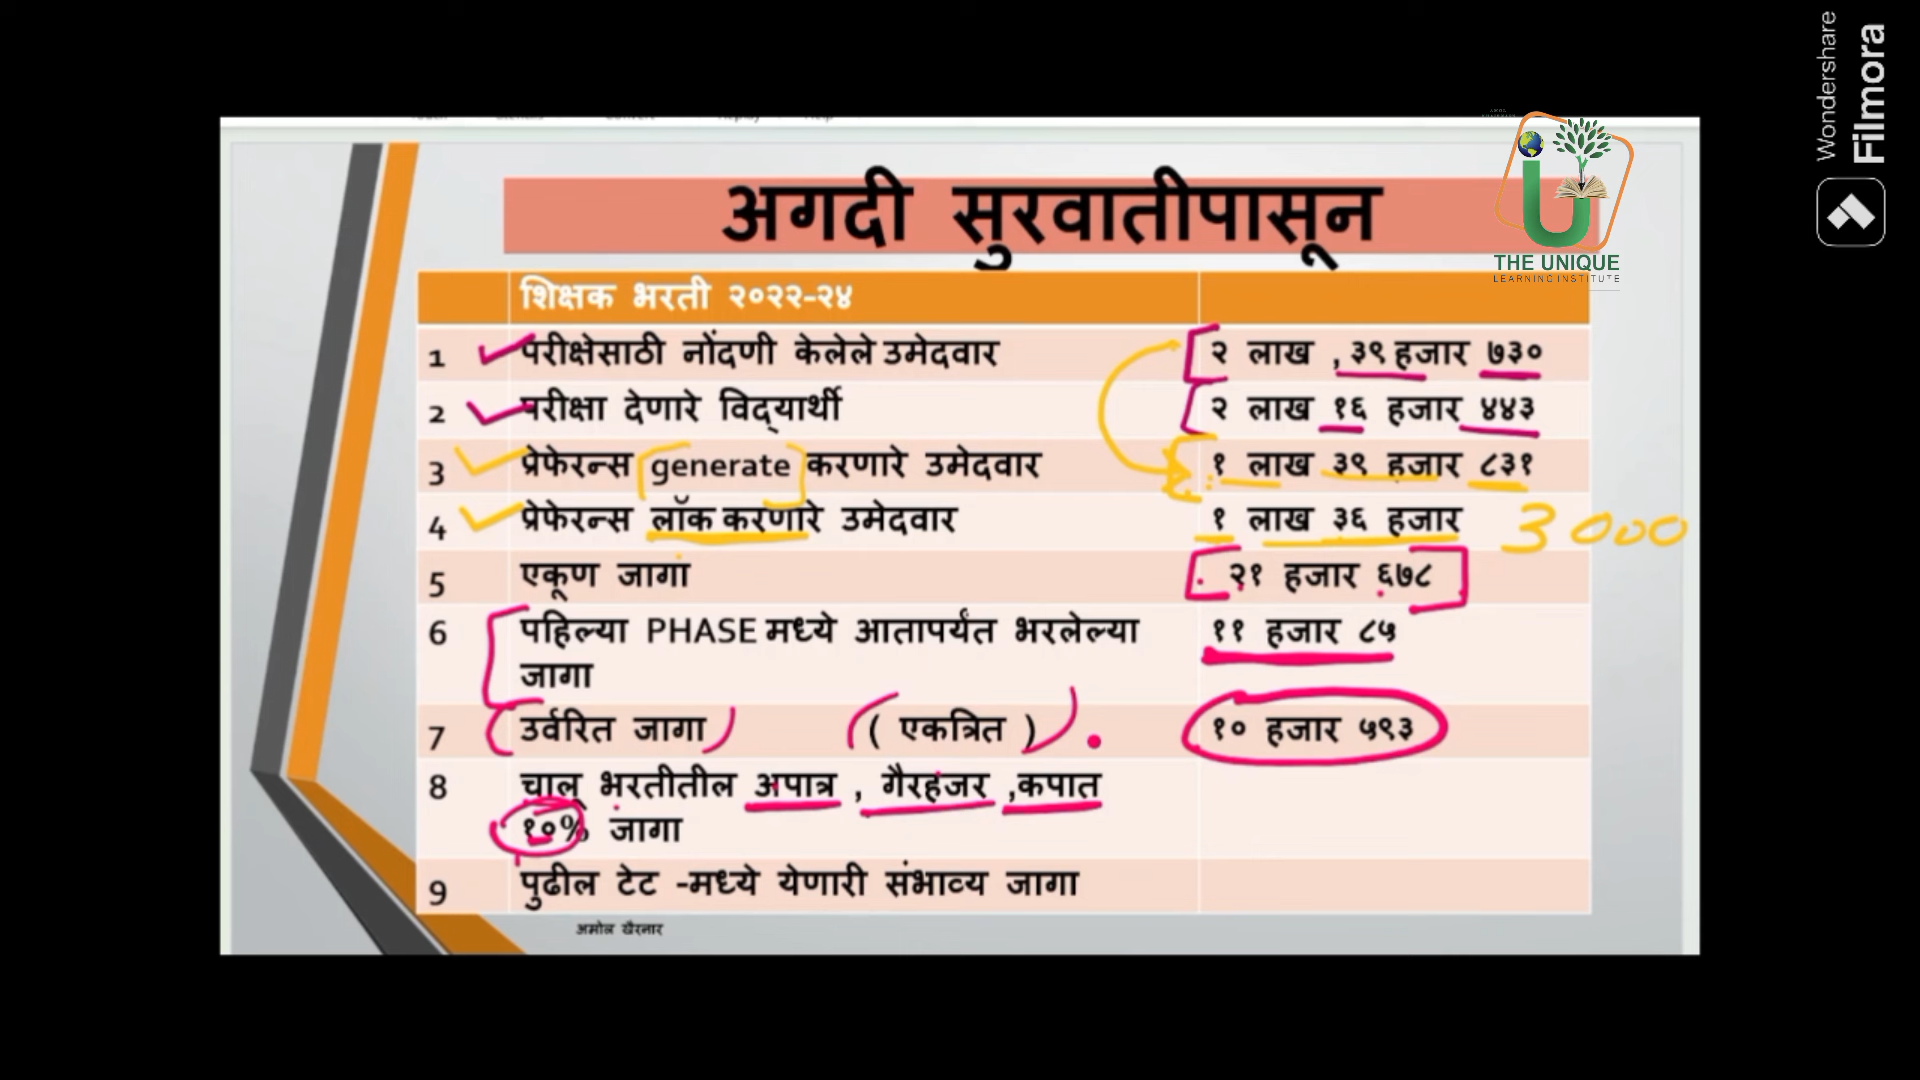 Wondershare
Filmora
THE UNIQUE
LEARNING INSTITUTE
अगदी सुरवातीपासून
शिक्षक भरती २०२२-२४
1 परीक्षेसाठी नोंदणी केलेले उमेदवार २ लाख ,३९ हजार ७३०
2 परीक्षा देणारे विद्यार्थी २ लाख १६ हजार ४४३
3 प्रेफेरन्स generate करणारे उमेदवार १ लाख ३९ हजार ८३१
4 प्रेफेरन्स लॉक करणारे उमेदवार १ लाख ३६ हजार 3000
5 एकूण जागा २१ हजार ६७८
6 पहिल्या PHASE मध्ये आतापर्यंत भरलेल्या ११ हजार ८५
जागा
7 उर्वरित जागा ( एकत्रित ) १० हजार ५९३
8 चालू भरतीतील अपात्र , गैरहजर ,कपात
१०% जागा
9 पुढील टेट -मध्ये येणारी संभाव्य जागा
अमोल खैरनार